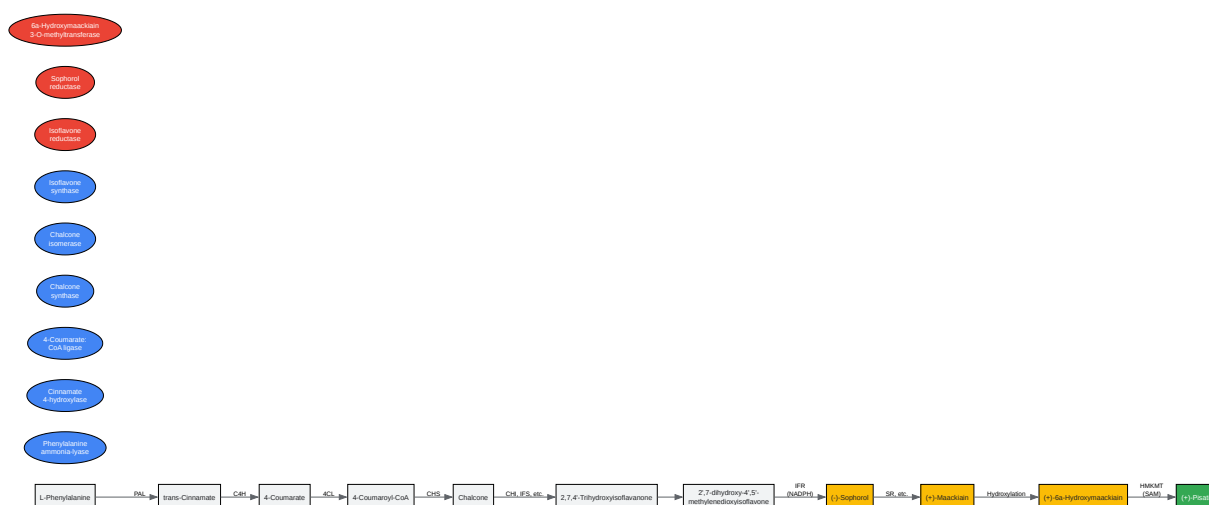 6a-Hydroxymaackiain
3-O-methyltransferase
Sophorol
reductase
Isoflavone
reductase
Isoflavone
synthase
Chalcone
isomerase
Chalcone
synthase
4-Coumarate:
CoA ligase
Cinnamate
4-hydroxylase
Phenylalanine
ammonia-lyase
L-Phenylalanine
PAL
trans-Cinnamate
C4H
4-Coumarate
4CL
4-Coumaroyl-CoA
CHS
Chalcone
CHI, IFS, etc.
2,7,4'-Trihydroxyisoflavanone
2',7-dihydroxy-4',5'-
methylenedioxyisoflavone
IFR
(NADPH)
(-)-Sophorol
SR, etc.
(+)-Maackiain
Hydroxylation
(+)-6a-Hydroxymaackiain
HMKMT
(SAM)